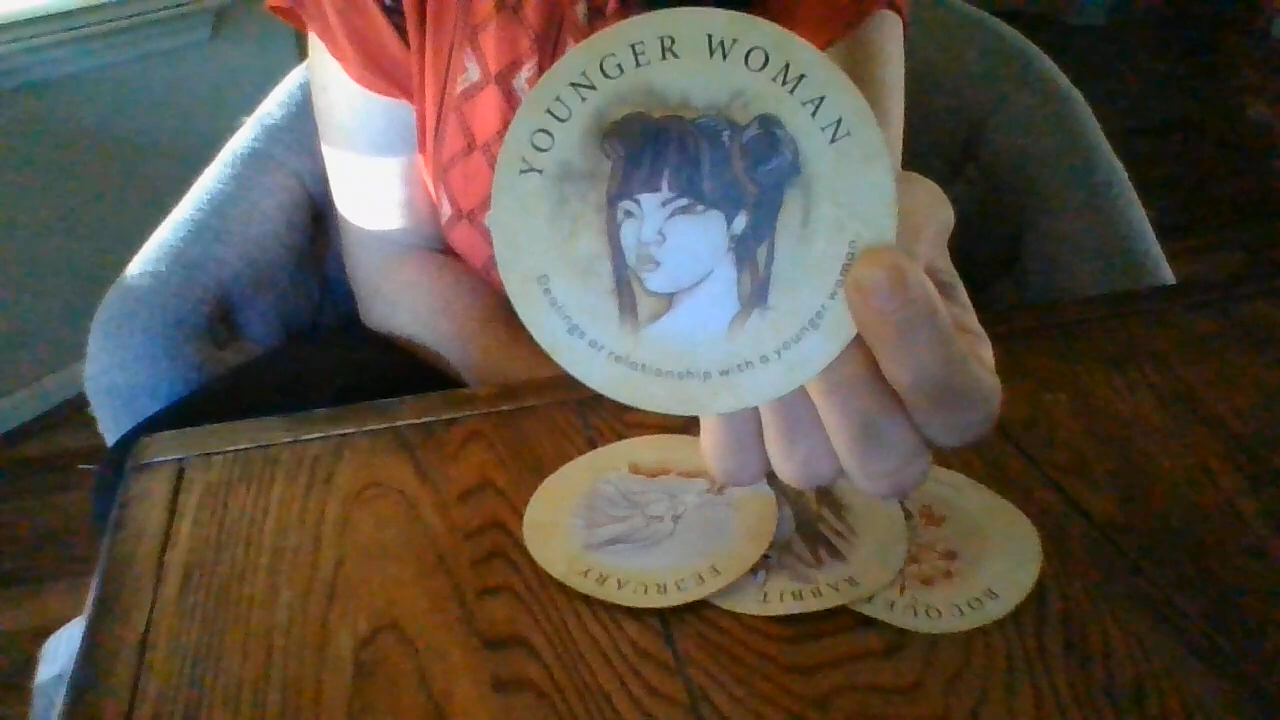 YOUNGER WOMAN
Dealings or relationship with a younger woman
FEBRUARY
RABBIT
BOUQUET